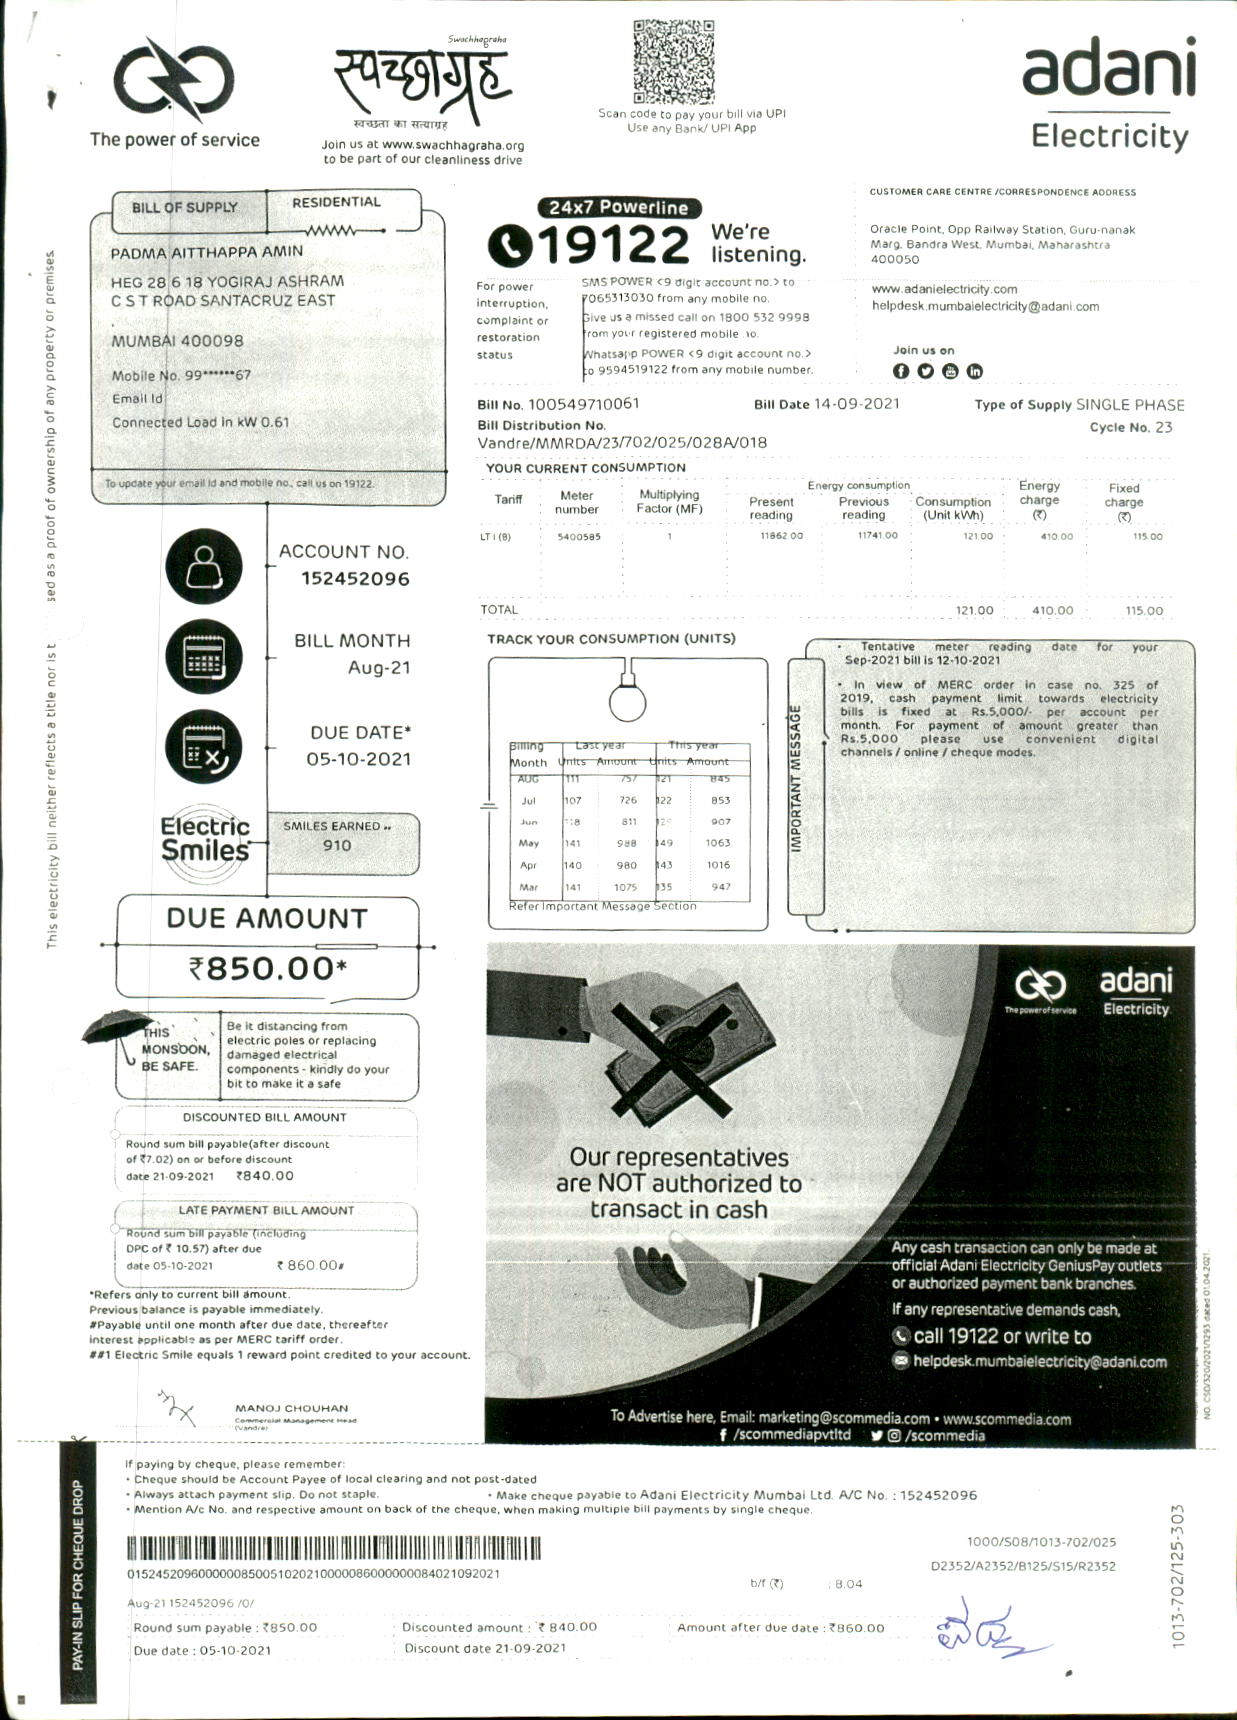 The power of service
Swachhagraha
स्वच्छाग्रह
स्वच्छता का सत्याग्रह
Join us at www.swachhagraha.org
to be part of our cleanliness drive
Scan code to pay your bill via UPI
Use any Bank/ UPI App
adani
Electricity
BILL OF SUPPLY
RESIDENTIAL
PADMA AITTHAPPA AMIN
HEG 28 6 18 YOGIRAJ ASHRAM
C S T ROAD SANTACRUZ EAST
.
MUMBAI 400098
Mobile No. 99******67
Email Id
Connected Load in kW 0.61
To update your email Id and mobile no., call us on 19122.
24x7 Powerline
19122 We're listening.
For power interruption, complaint or restoration status
SMS POWER <9 digit account no.> to
7065313030 from any mobile no.
Give us a missed call on 1800 532 9998
from your registered mobile no.
Whatsapp POWER <9 digit account no.>
to 9594519122 from any mobile number.
CUSTOMER CARE CENTRE /CORRESPONDENCE ADDRESS
Oracle Point, Opp Railway Station, Guru-nanak
Marg, Bandra West, Mumbai, Maharashtra
400050
www.adanielectricity.com
helpdesk.mumbaielectricity@adani.com
Join us on
Bill No. 100549710061 Bill Date 14-09-2021 Type of Supply SINGLE PHASE
Bill Distribution No. Cycle No. 23
Vandre/MMRDA/23/702/025/028A/018
YOUR CURRENT CONSUMPTION
Energy consumption
Tariff Meter number Multiplying Factor (MF) Present reading Previous reading Consumption (Unit kWh) Energy charge (₹) Fixed charge (₹)
LT I (B) 5400585 1 11862.00 11741.00 121.00 410.00 115.00
TOTAL 121.00 410.00 115.00
ACCOUNT NO.
152452096
BILL MONTH
Aug-21
DUE DATE*
05-10-2021
Electric Smiles
SMILES EARNED ##
910
DUE AMOUNT
₹850.00*
TRACK YOUR CONSUMPTION (UNITS)
Billing Last year This year
Month Units Amount Units Amount
AUG 111 757 121 845
Jul 107 726 122 853
Jun 118 811 907
May 141 988 149 1063
Apr 140 980 143 1016
Mar 141 1075 135 947
Refer Important Message Section
IMPORTANT MESSAGE
• Tentative meter reading date for your
Sep-2021 bill is 12-10-2021
• In view of MERC order in case no. 325 of
2019, cash payment limit towards electricity
bills is fixed at Rs.5,000/- per account per
month. For payment of amount greater than
Rs.5,000 please use convenient digital
channels / online / cheque modes.
THIS
MONSOON,
BE SAFE.
Be it distancing from
electric poles or replacing
damaged electrical
components - kindly do your
bit to make it a safe
DISCOUNTED BILL AMOUNT
Round sum bill payable(after discount
of ₹7.02) on or before discount
date 21-09-2021 ₹840.00
LATE PAYMENT BILL AMOUNT
Round sum bill payable (including
DPC of ₹ 10.57) after due
date 05-10-2021 ₹ 860.00#
*Refers only to current bill amount.
Previous balance is payable immediately.
#Payable until one month after due date, thereafter
interest applicable as per MERC tariff order.
##1 Electric Smile equals 1 reward point credited to your account.
MANOJ CHOUHAN
Commercial Management Head
(Vandre)
The power of service
adani
Electricity
Our representatives
are NOT authorized to
transact in cash
Any cash transaction can only be made at
official Adani Electricity GeniusPay outlets
or authorized payment bank branches.
If any representative demands cash,
call 19122 or write to
helpdesk.mumbaielectricity@adani.com
To Advertise here, Email: marketing@scommedia.com • www.scommedia.com
/scommediapvtltd /scommedia
This electricity bill neither reflects a title nor is
sed as a proof of ownership of any property or premises.
NO. CSD/320/2021/1293 dated 01.04.2021.
PAY-IN SLIP FOR CHEQUE DROP
If paying by cheque, please remember:
• Cheque should be Account Payee of local clearing and not post-dated
• Always attach payment slip. Do not staple. • Make cheque payable to Adani Electricity Mumbai Ltd. A/C No. : 152452096
• Mention A/c No. and respective amount on back of the cheque, when making multiple bill payments by single cheque.
1000/S08/1013-702/025
D2352/A2352/B125/S15/R2352
b/f (₹) : 8.04
Aug-21 152452096 /0/
Round sum payable : ₹850.00 Discounted amount : ₹ 840.00 Amount after due date : ₹860.00
Due date : 05-10-2021 Discount date 21-09-2021
1013-702/125-303